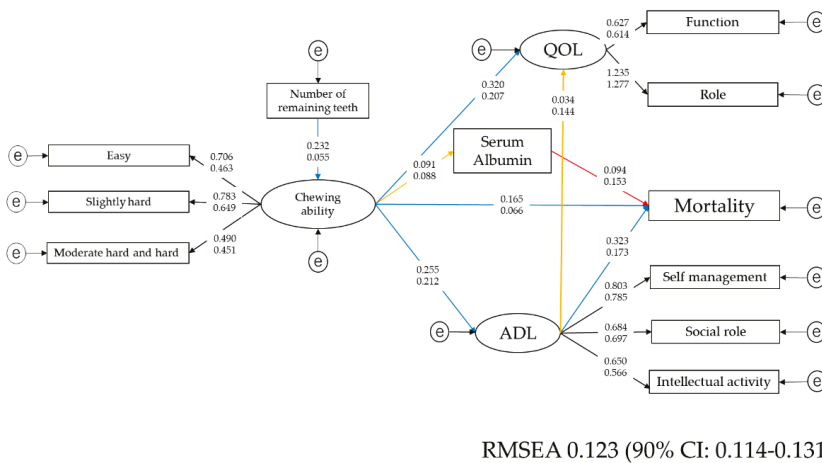 0.627
0.614
Function
e
e
QOL
e
1.235
1.277
Role
e
Number of
remaining teeth
0.320
0.207
0.034
0.144
0.232
0.055
Serum
Albumin
e
Easy
0.706
0.463
0.091
0.088
0.094
0.153
e
Slightly hard
0.783
0.649
Chewing
ability
0.165
0.066
Mortality
e
e
Moderate hard and hard
0.490
0.451
e
0.255
0.212
0.323
0.173
0.803
0.785
Self management
e
e
ADL
0.684
0.697
Social role
e
0.650
0.566
Intellectual activity
e
RMSEA 0.123 (90% CI: 0.114-0.131